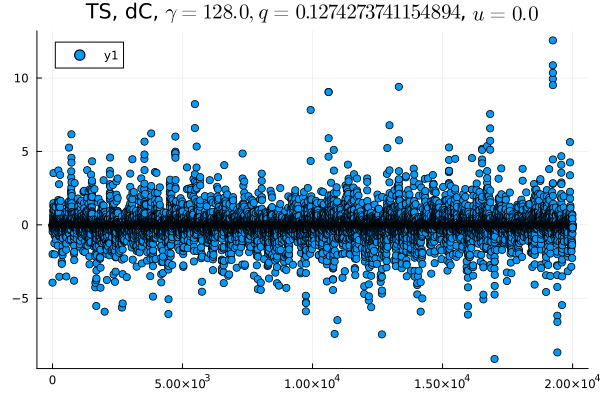 TS, dC, γ = 128.0, q = 0.1274273741154894, u = 0.0
y1
10
5
0
−5
0 5.00×10³ 1.00×10⁴ 1.50×10⁴ 2.00×10⁴